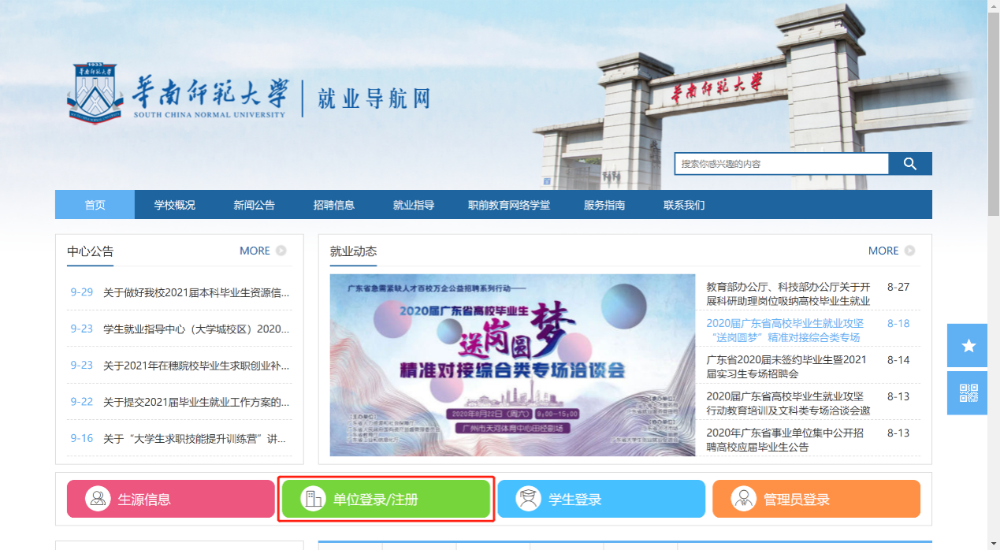 1933
華南師範大學
SOUTH CHINA NORMAL UNIVERSITY
就业导航网
華南師範大學
搜索你感兴趣的内容
首页 学校概况 新闻公告 招聘信息 就业指导 职前教育网络学堂 服务指南 联系我们
中心公告 MORE
9-29 关于做好我校2021届本科毕业生资源信...
9-23 学生就业指导中心（大学城校区）2020...
9-23 关于2021年在穗院校毕业生求职创业补...
9-22 关于提交2021届毕业生就业工作方案的...
9-16 关于“大学生求职技能提升训练营”讲...
就业动态 MORE
广东省急需紧缺人才百校万企公益招聘系列行动——
2020届广东省高校毕业生
送岗圆梦
精准对接综合类专场洽谈会
2020年8月22日（周六） 9:00-15:00
广州市天河体育中心田径副场
教育部办公厅、科技部办公厅关于开 8-27
展科研助理岗位吸纳高校毕业生就业
2020届广东省高校毕业生就业攻坚 8-18
“送岗圆梦”精准对接综合类专场
广东省2020届未签约毕业生暨2021 8-14
届实习生专场招聘会
2020届广东省高校毕业生就业攻坚 8-13
行动教育培训及文科类专场洽谈会邀
2020年广东省事业单位集中公开招 8-13
聘高校应届毕业生公告
生源信息 单位登录/注册 学生登录 管理员登录